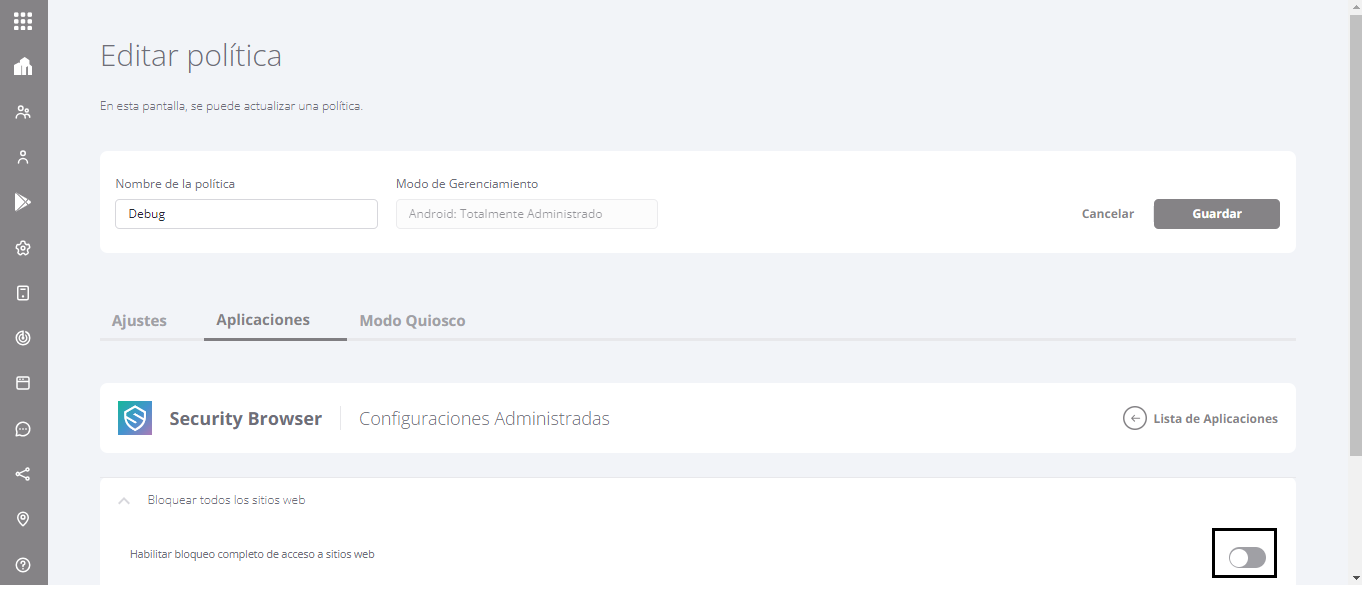 Editar política
En esta pantalla, se puede actualizar una política.
Nombre de la política
Modo de Gerenciamiento
Debug
Android: Totalmente Administrado
Cancelar
Guardar
Ajustes
Aplicaciones
Modo Quiosco
Security Browser
Configuraciones Administradas
Lista de Aplicaciones
Bloquear todos los sitios web
Habilitar bloqueo completo de acceso a sitios web